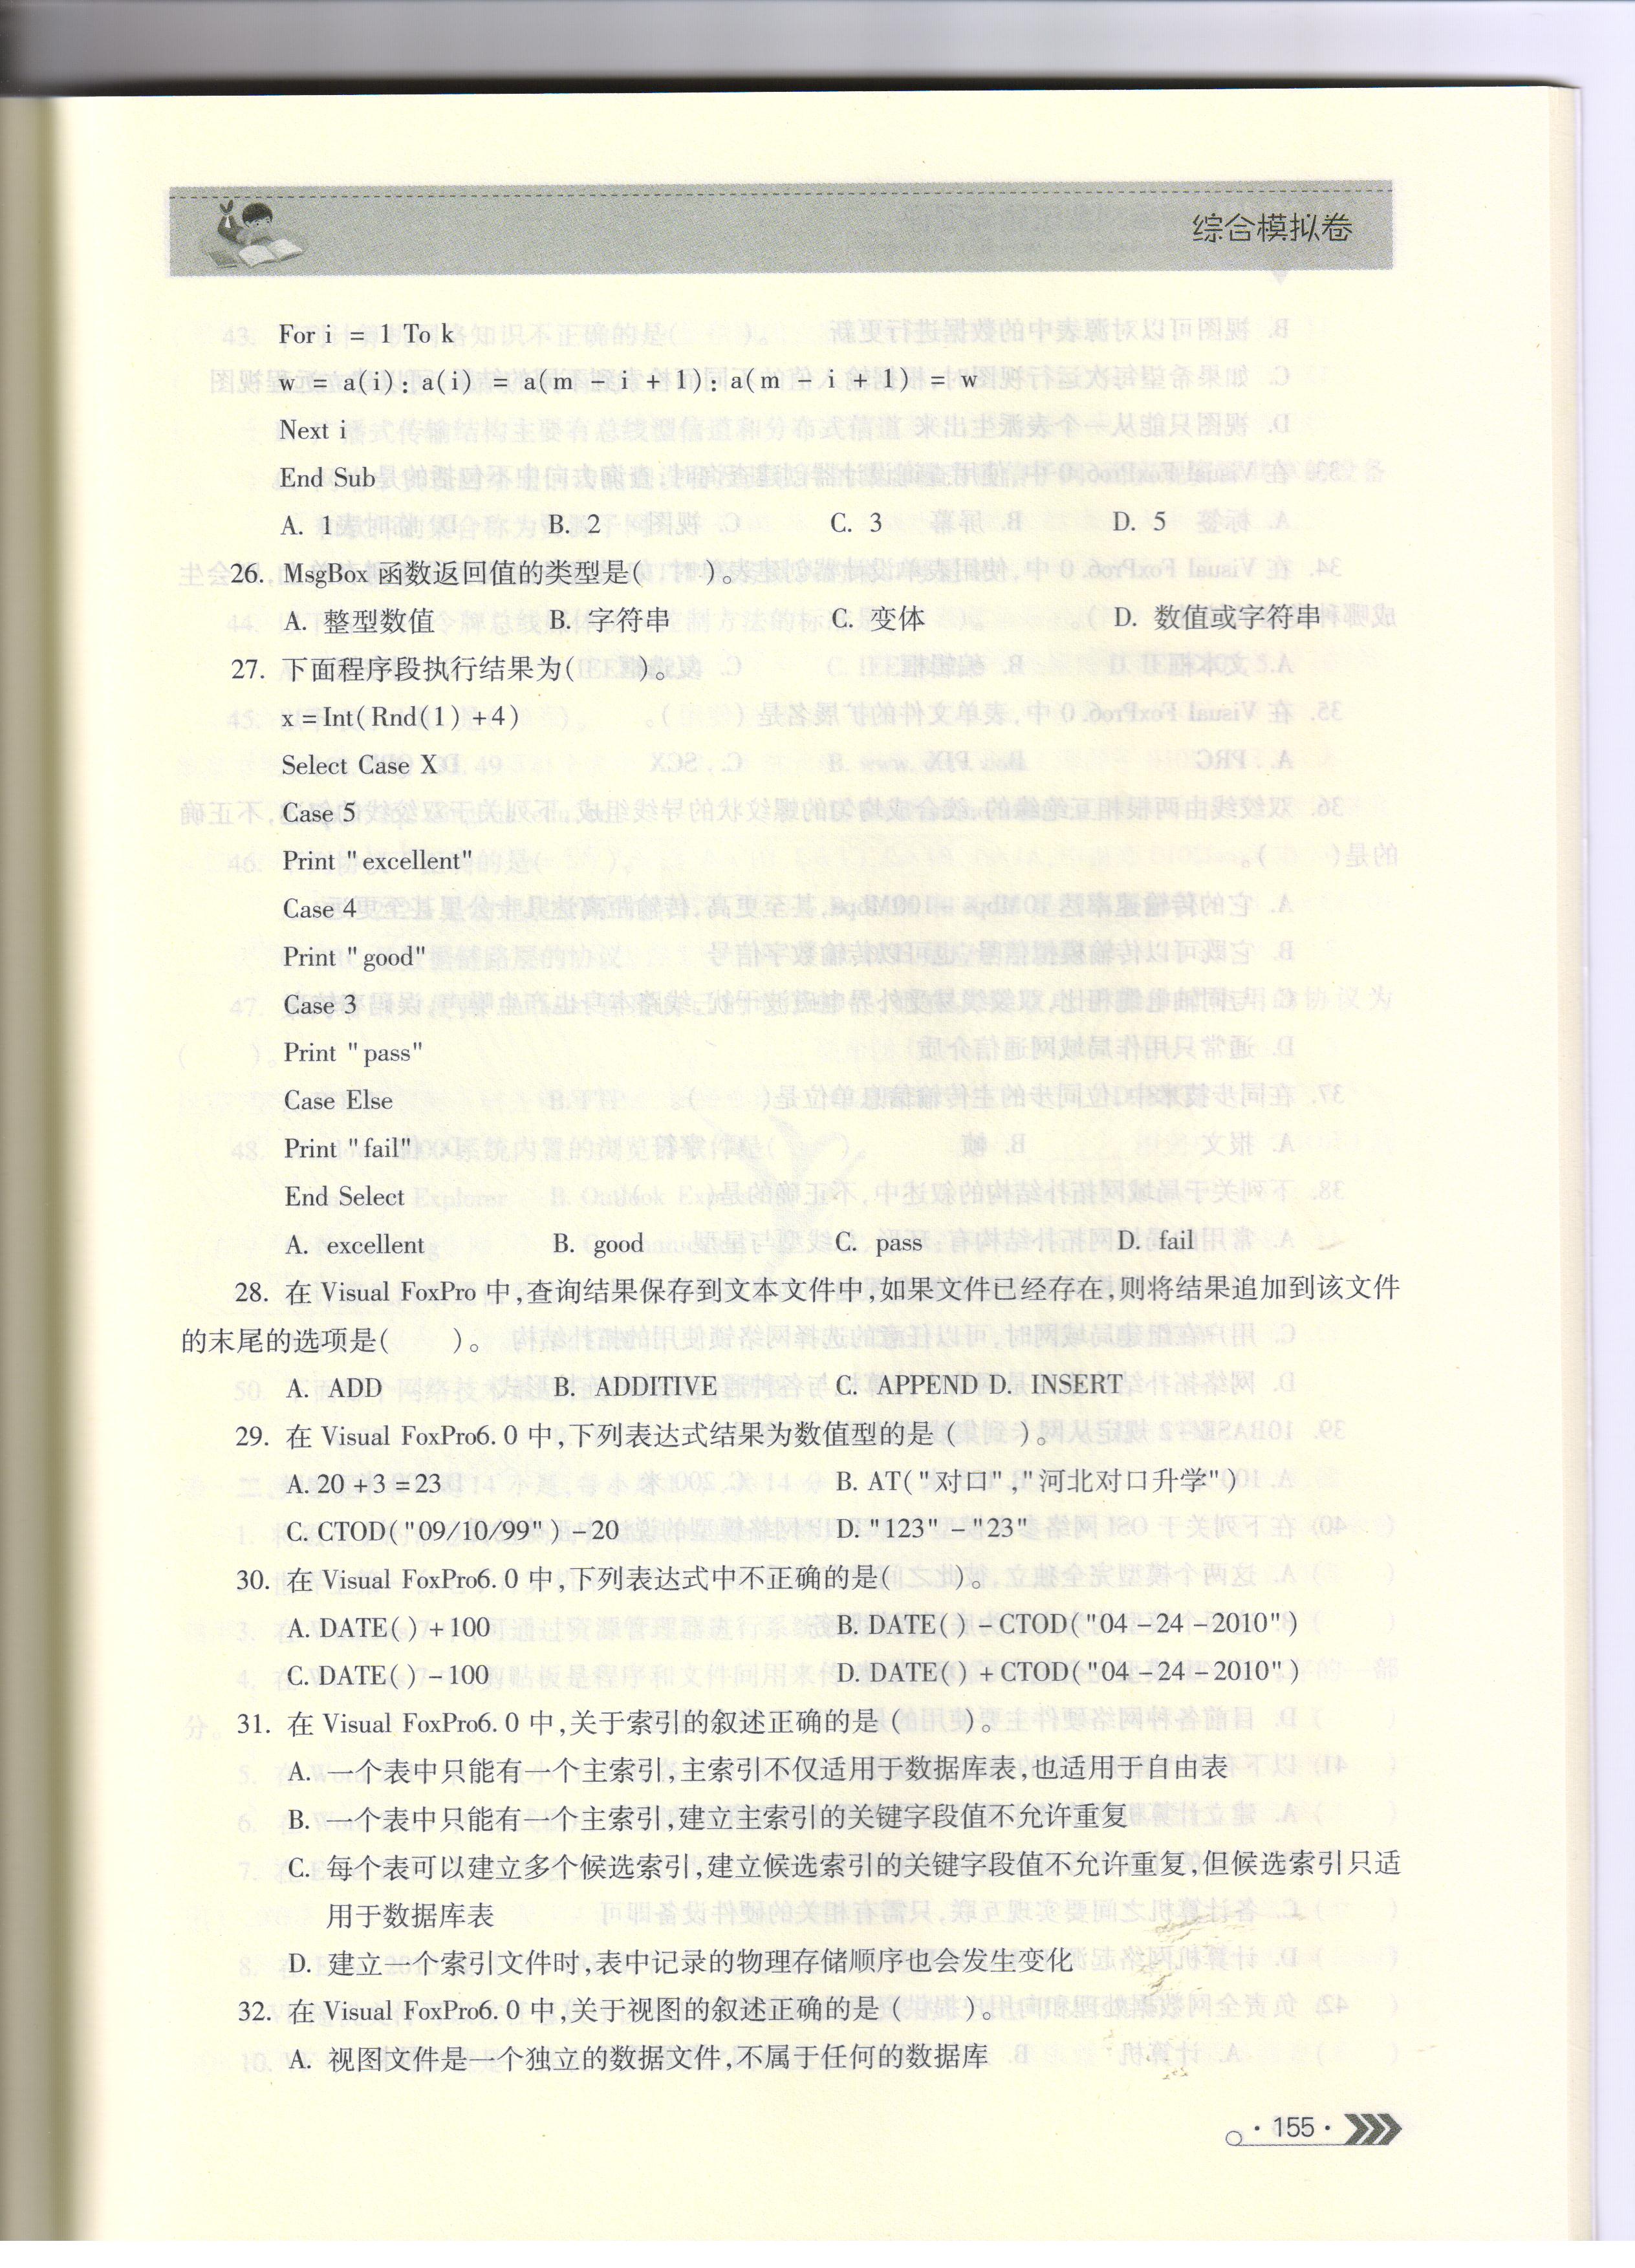 综合模拟卷
For i = 1 To k
w = a(i):a(i) = a(m - i + 1):a(m - i + 1) = w
Next i
End Sub
A. 1 B. 2 C. 3 D. 5
26. MsgBox 函数返回值的类型是( )。
A. 整型数值 B. 字符串 C. 变体 D. 数值或字符串
27. 下面程序段执行结果为( )。
x = Int(Rnd(1) +4)
Select Case X
Case 5
Print "excellent"
Case 4
Print "good"
Case 3
Print "pass"
Case Else
Print "fail"
End Select
A. excellent B. good C. pass D. fail
28. 在 Visual FoxPro 中,查询结果保存到文本文件中,如果文件已经存在,则将结果追加到该文件
的末尾的选项是( )。
A. ADD B. ADDITIVE C. APPEND D. INSERT
29. 在 Visual FoxPro6.0 中,下列表达式结果为数值型的是 ( )。
A. 20 +3 =23 B. AT("对口","河北对口升学")
C. CTOD("09/10/99") -20 D. "123" - "23"
30. 在 Visual FoxPro6.0 中,下列表达式中不正确的是( )。
A. DATE() +100 B. DATE() -CTOD("04 -24 -2010")
C. DATE() -100 D. DATE() +CTOD("04 -24 -2010")
31. 在 Visual FoxPro6.0 中,关于索引的叙述正确的是 ( )。
A. 一个表中只能有一个主索引,主索引不仅适用于数据库表,也适用于自由表
B. 一个表中只能有一个主索引,建立主索引的关键字段值不允许重复
C. 每个表可以建立多个候选索引,建立候选索引的关键字段值不允许重复,但候选索引只适
用于数据库表
D. 建立一个索引文件时,表中记录的物理存储顺序也会发生变化
32. 在 Visual FoxPro6.0 中,关于视图的叙述正确的是 ( )。
A. 视图文件是一个独立的数据文件,不属于任何的数据库
· 155 ·